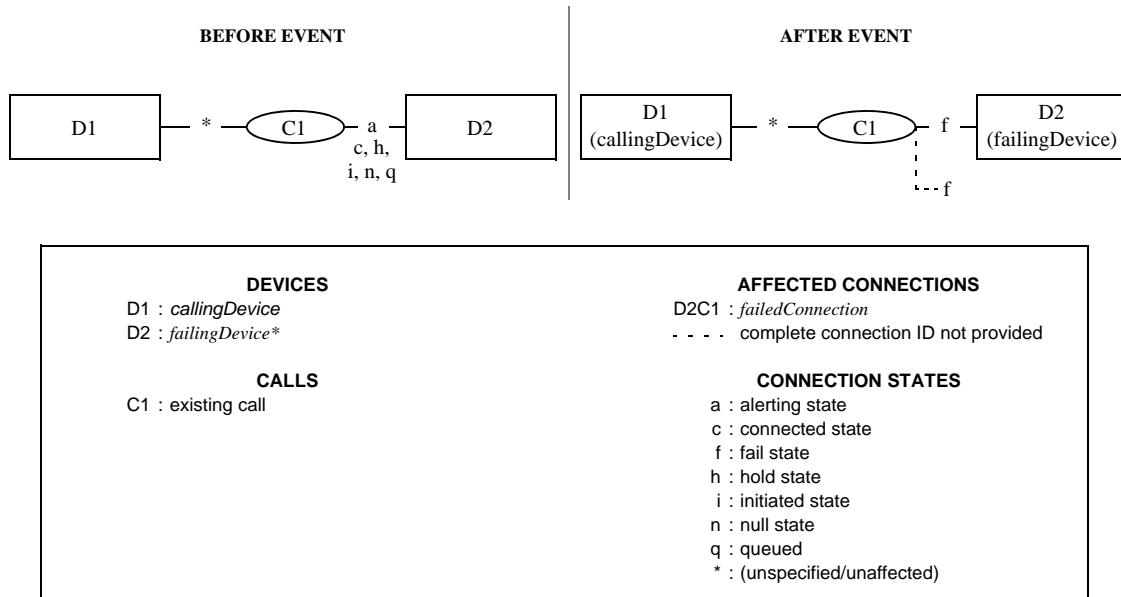 BEFORE EVENT
D1
*
C1
a
c, h,
i, n, q
D2
AFTER EVENT
D1
(callingDevice)
*
C1
f
D2
(failingDevice)
f
DEVICES
D1 : callingDevice
D2 : failingDevice*
CALLS
C1 : existing call
AFFECTED CONNECTIONS
D2C1 : failedConnection
- - - - complete connection ID not provided
CONNECTION STATES
a : alerting state
c : connected state
f : fail state
h : hold state
i : initiated state
n : null state
q : queued
* : (unspecified/unaffected)